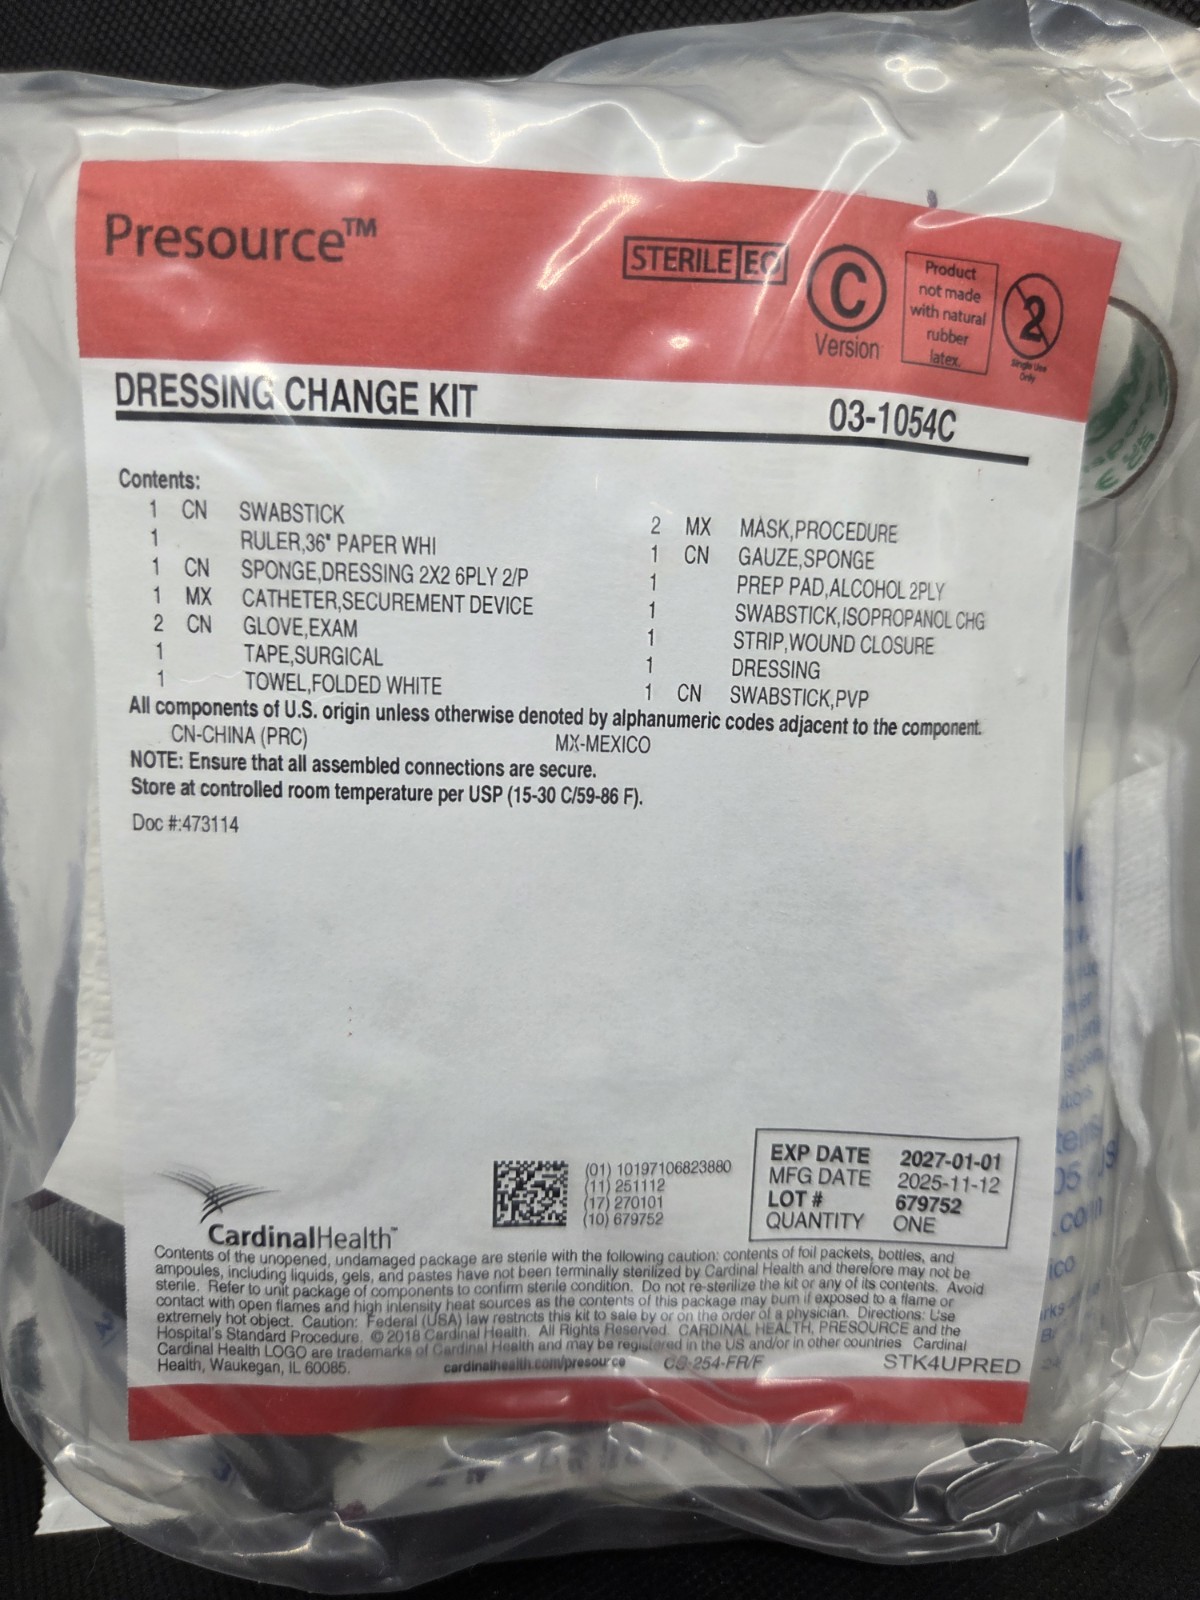 Presource™
STERILE EO
C
Version
Product
not made
with natural
rubber
latex.
2
Single Use
Only
DRESSING CHANGE KIT
03-1054C
Contents:
1 CN SWABSTICK
1 RULER,36" PAPER WHI
1 CN SPONGE,DRESSING 2X2 6PLY 2/P
1 MX CATHETER,SECUREMENT DEVICE
2 CN GLOVE,EXAM
1 TAPE,SURGICAL
1 TOWEL,FOLDED WHITE
2 MX MASK,PROCEDURE
1 CN GAUZE,SPONGE
1 PREP PAD,ALCOHOL 2PLY
1 SWABSTICK,ISOPROPANOL CHG
1 STRIP,WOUND CLOSURE
1 DRESSING
1 CN SWABSTICK,PVP
All components of U.S. origin unless otherwise denoted by alphanumeric codes adjacent to the component.
CN-CHINA (PRC) MX-MEXICO
NOTE: Ensure that all assembled connections are secure.
Store at controlled room temperature per USP (15-30 C/59-86 F).
Doc #:473114
(01) 10197106823880
(11) 251112
(17) 270101
(10) 679752
EXP DATE 2027-01-01
MFG DATE 2025-11-12
LOT # 679752
QUANTITY ONE
CardinalHealth™
Contents of the unopened, undamaged package are sterile with the following caution: contents of foil packets, bottles, and
ampoules, including liquids, gels, and pastes have not been terminally sterilized by Cardinal Health and therefore may not be
sterile. Refer to unit package of components to confirm sterile condition. Do not re-sterilize the kit or any of its contents. Avoid
contact with open flames and high intensity heat sources as the contents of this package may burn if exposed to a flame or
extremely hot object. Caution: Federal (USA) law restricts this kit to sale by or on the order of a physician. Directions: Use
Hospital's Standard Procedure. © 2018 Cardinal Health. All Rights Reserved. CARDINAL HEALTH, PRESOURCE and the
Cardinal Health LOGO are trademarks of Cardinal Health and may be registered in the US and/or in other countries Cardinal
Health, Waukegan, IL 60085. cardinalhealth.com/presource CS-254-FR/F STK4UPRED